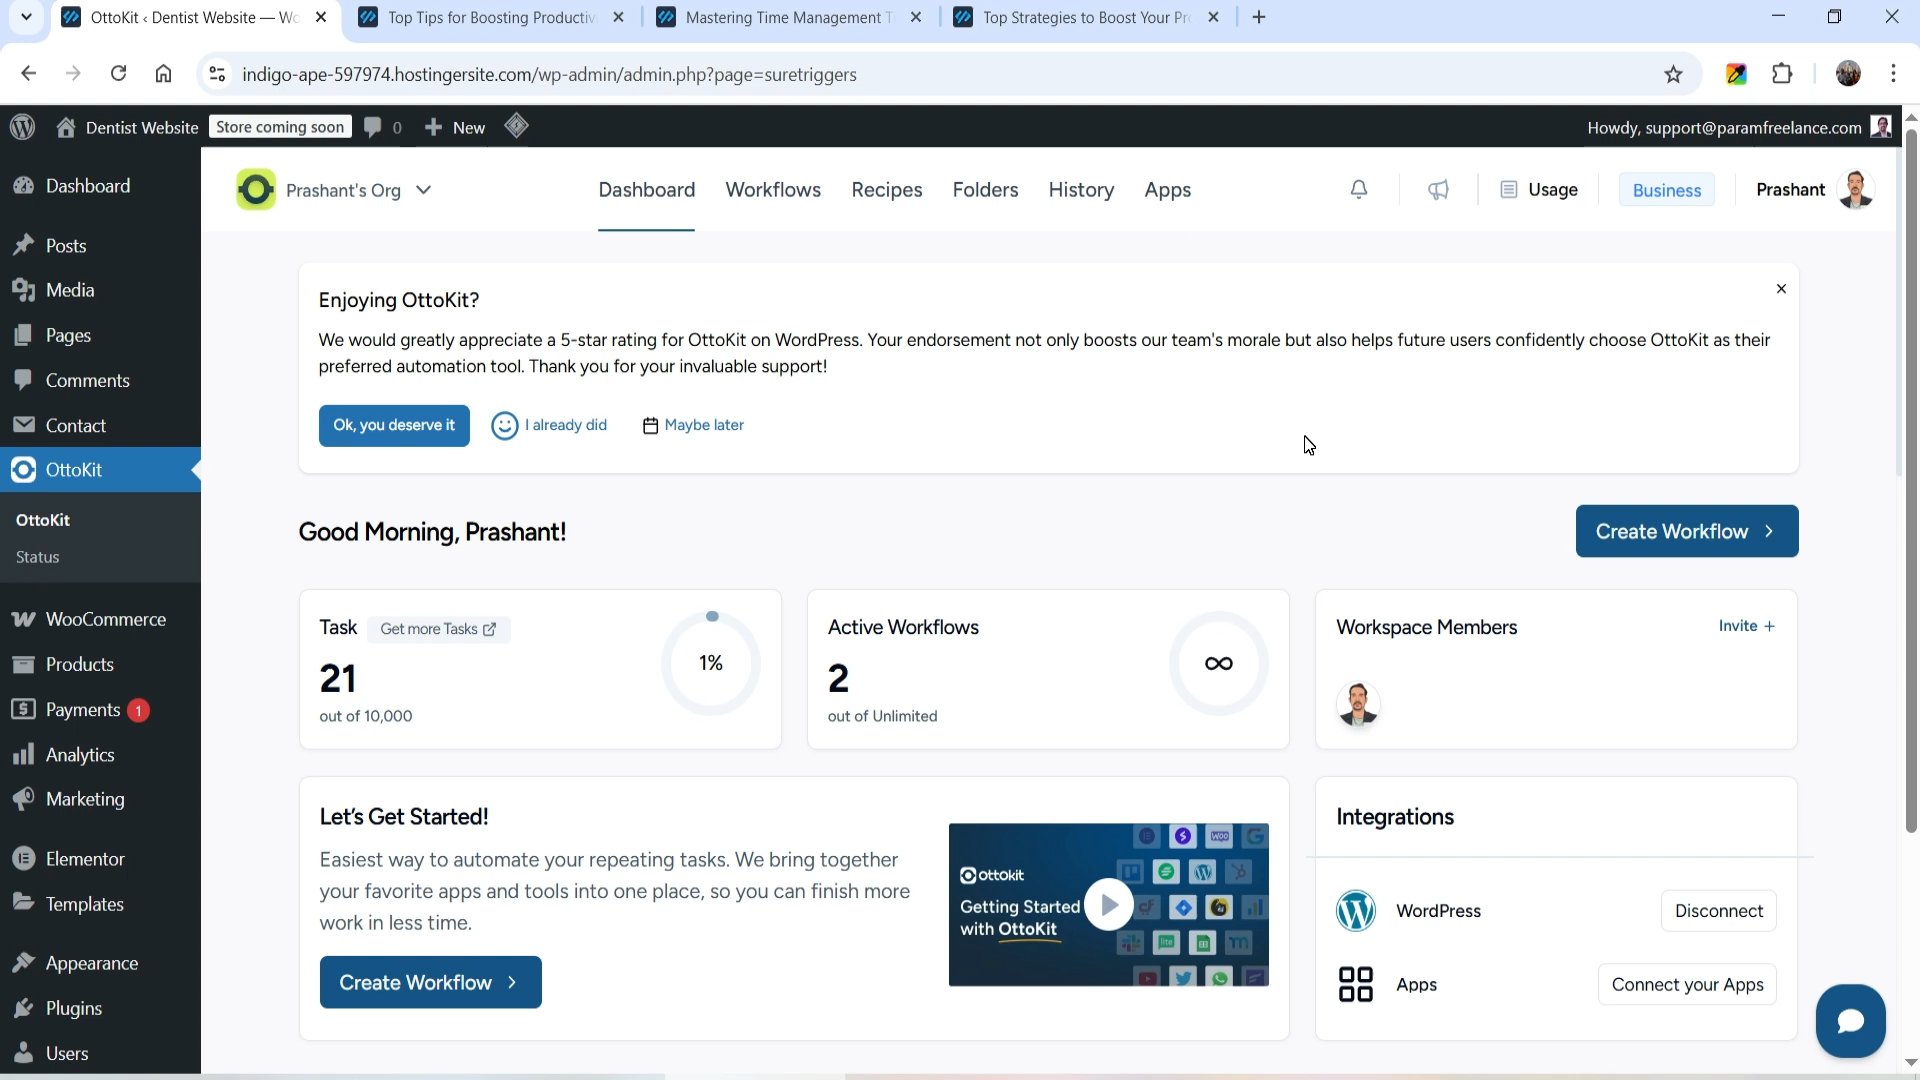 OttoKit ‹ Dentist Website — Wo
Top Tips for Boosting Productiv
Mastering Time Management T
Top Strategies to Boost Your Pr
indigo-ape-597974.hostingersite.com/wp-admin/admin.php?page=suretriggers
Dentist Website
Store coming soon
0
New
Howdy, support@paramfreelance.com
Dashboard
Posts
Media
Pages
Comments
Contact
OttoKit
OttoKit
Status
WooCommerce
Products
Payments 1
Analytics
Marketing
Elementor
Templates
Appearance
Plugins
Users
Prashant's Org
Dashboard
Workflows
Recipes
Folders
History
Apps
Usage
Business
Prashant
Enjoying OttoKit?
We would greatly appreciate a 5-star rating for OttoKit on WordPress. Your endorsement not only boosts our team's morale but also helps future users confidently choose OttoKit as their
preferred automation tool. Thank you for your invaluable support!
Ok, you deserve it
I already did
Maybe later
Good Morning, Prashant!
Create Workflow
Task
Get more Tasks
21
out of 10,000
1%
Active Workflows
2
out of Unlimited
∞
Workspace Members
Invite +
Let's Get Started!
Easiest way to automate your repeating tasks. We bring together
your favorite apps and tools into one place, so you can finish more
work in less time.
Create Workflow
ottokit
Getting Started
with OttoKit
Integrations
WordPress
Disconnect
Apps
Connect your Apps